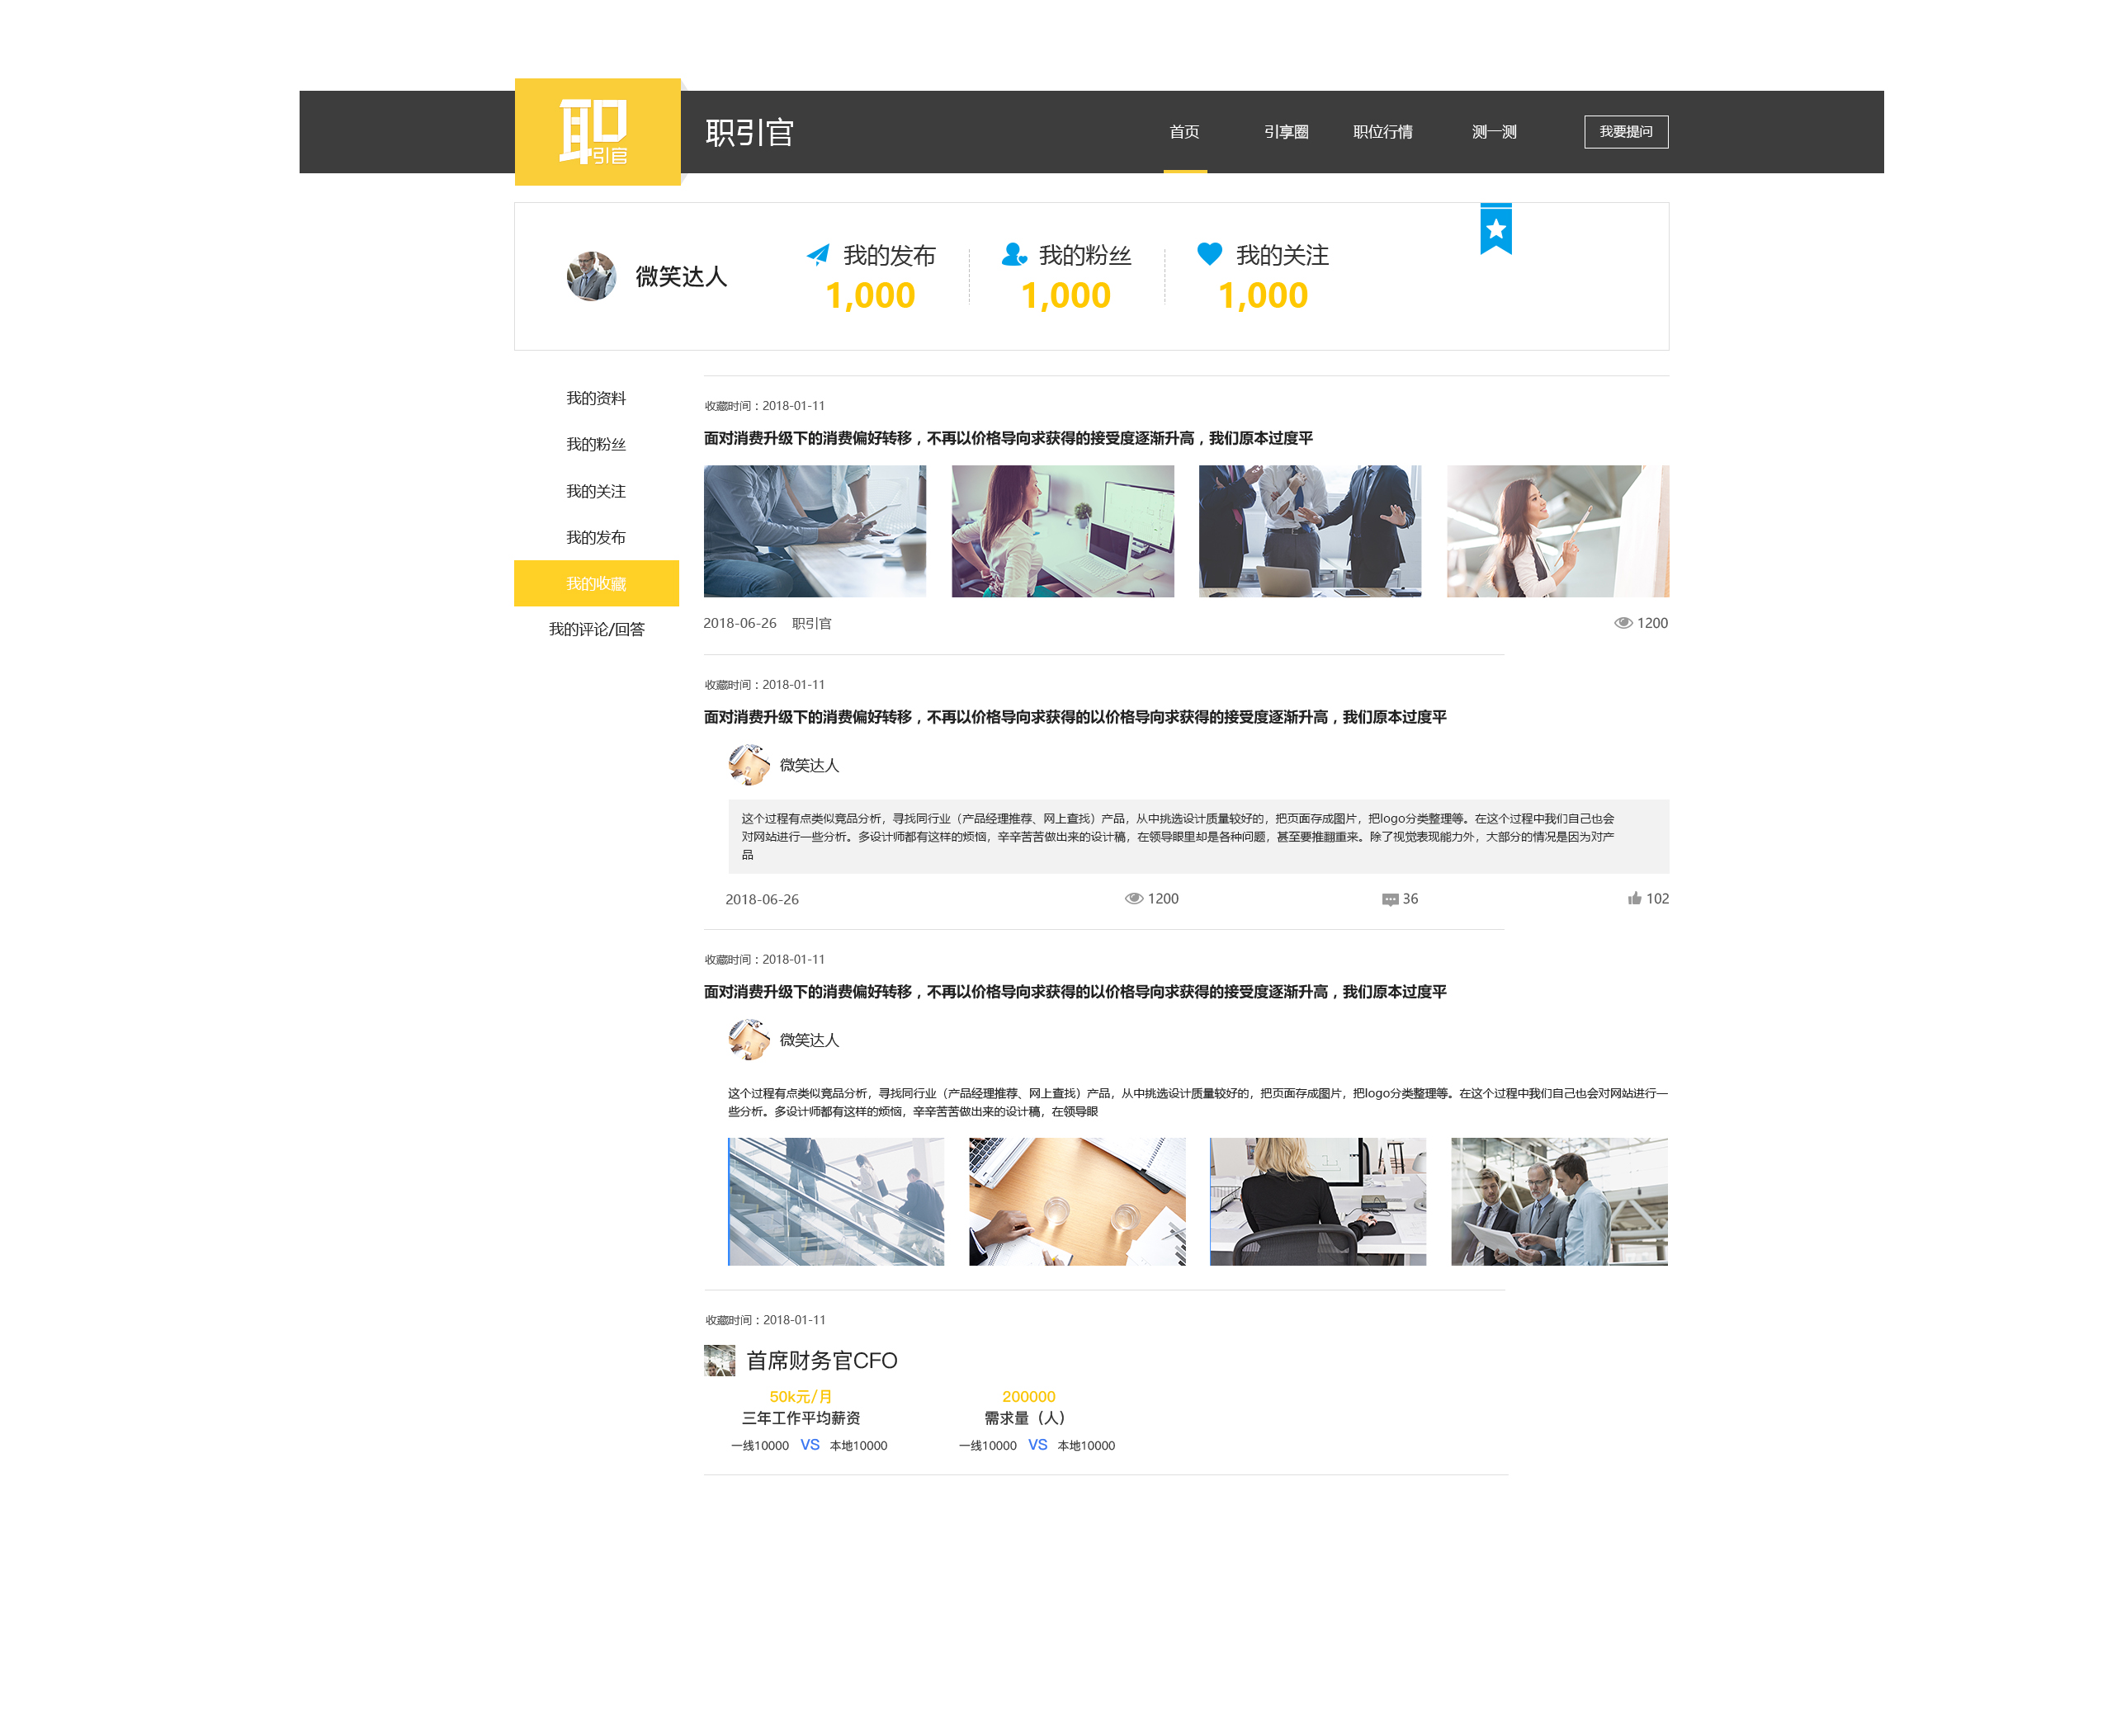 职引官
职引官
首页
引享圈
职位行情
测一测
我要提问
微笑达人
我的发布
1,000
我的粉丝
1,000
我的关注
1,000
我的资料
我的粉丝
我的关注
我的发布
我的收藏
我的评论/回答
收藏时间：2018-01-11
面对消费升级下的消费偏好转移，不再以价格导向求获得的接受度逐渐升高，我们原本过度平
2018-06-26 职引官
1200
收藏时间：2018-01-11
面对消费升级下的消费偏好转移，不再以价格导向求获得的以价格导向求获得的接受度逐渐升高，我们原本过度平
微笑达人
这个过程有点类似竞品分析，寻找同行业（产品经理推荐、网上查找）产品，从中挑选设计质量较好的，把页面存成图片，把logo分类整理等。在这个过程中我们自己也会
对网站进行一些分析。多设计师都有这样的烦恼，辛辛苦苦做出来的设计稿，在领导眼里却是各种问题，甚至要推翻重来。除了视觉表现能力外，大部分的情况是因为对产
品
2018-06-26
1200
36
102
收藏时间：2018-01-11
面对消费升级下的消费偏好转移，不再以价格导向求获得的以价格导向求获得的接受度逐渐升高，我们原本过度平
微笑达人
这个过程有点类似竞品分析，寻找同行业（产品经理推荐、网上查找）产品，从中挑选设计质量较好的，把页面存成图片，把logo分类整理等。在这个过程中我们自己也会对网站进行一
些分析。多设计师都有这样的烦恼，辛辛苦苦做出来的设计稿，在领导眼
收藏时间：2018-01-11
首席财务官CFO
50k元/月
三年工作平均薪资
一线10000 VS 本地10000
200000
需求量（人）
一线10000 VS 本地10000